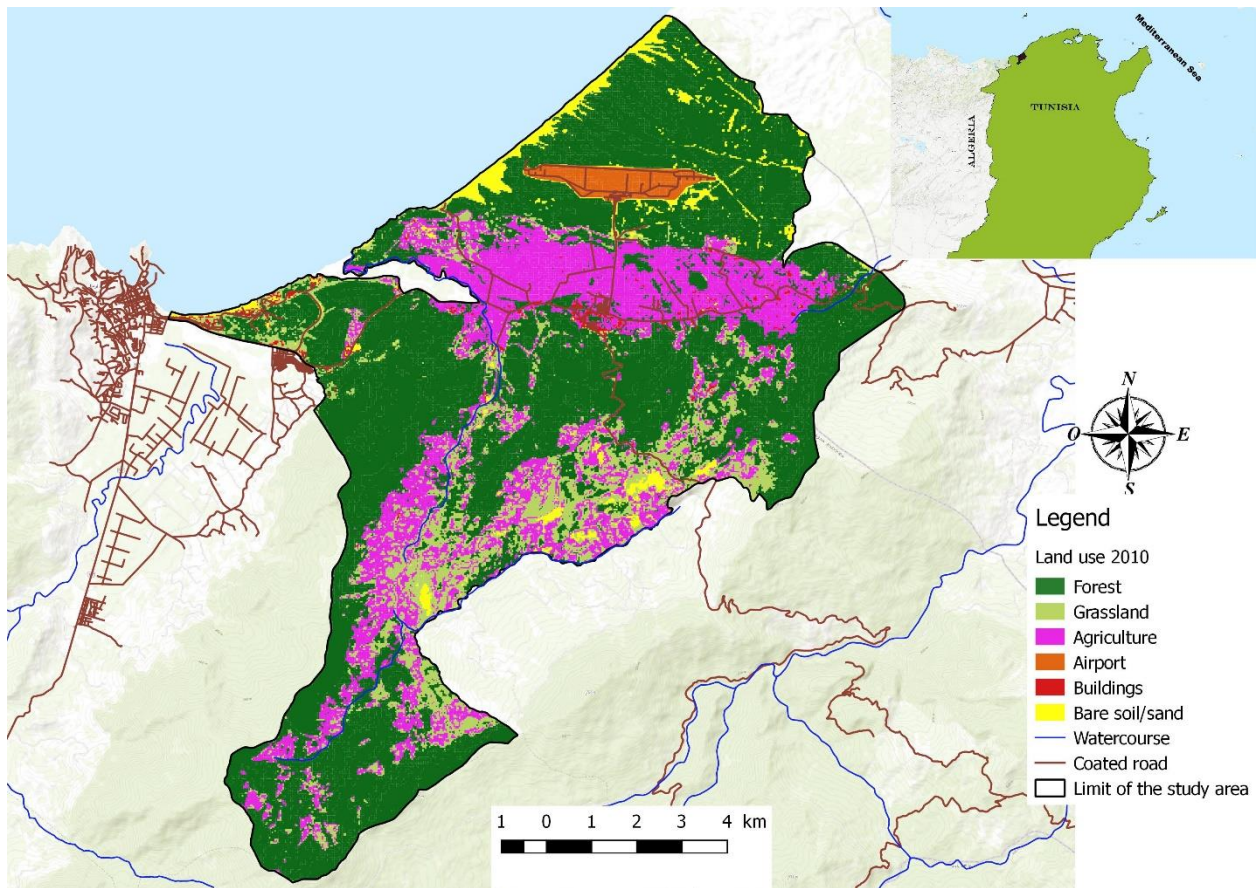 Mediterranean Sea
TUNISIA
ALGERIA
N
O E
S
Legend
Land use 2010
Forest
Grassland
Agriculture
Airport
Buildings
Bare soil/sand
Watercourse
Coated road
Limit of the study area
1 0 1 2 3 4 km